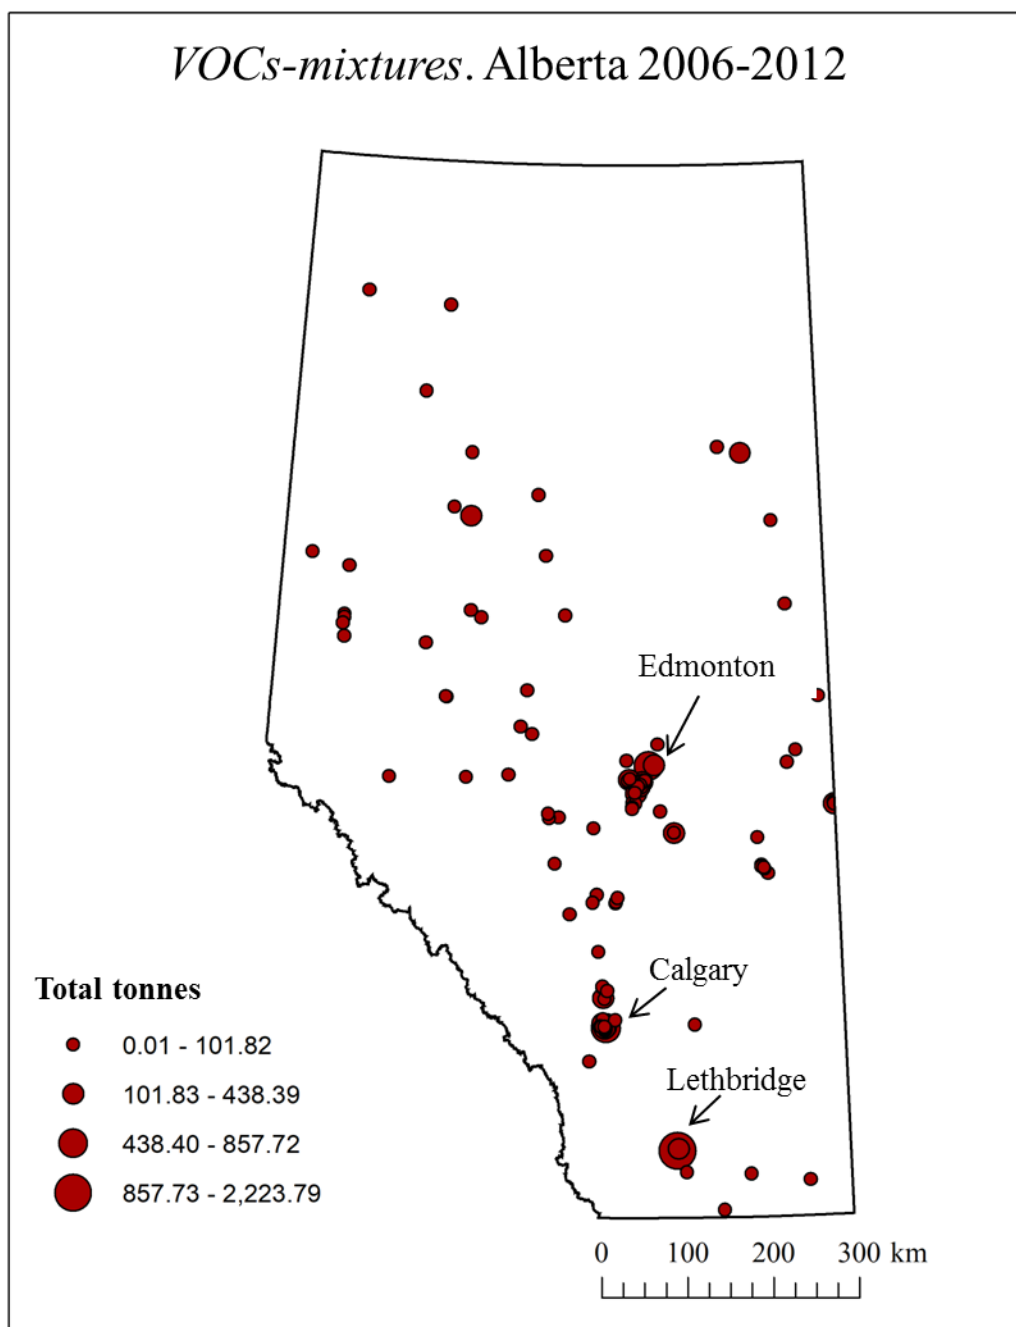 VOCs-mixtures. Alberta 2006-2012
Edmonton
Calgary
Lethbridge
Total tonnes
0.01 - 101.82
101.83 - 438.39
438.40 - 857.72
857.73 - 2,223.79
0 100 200 300 km